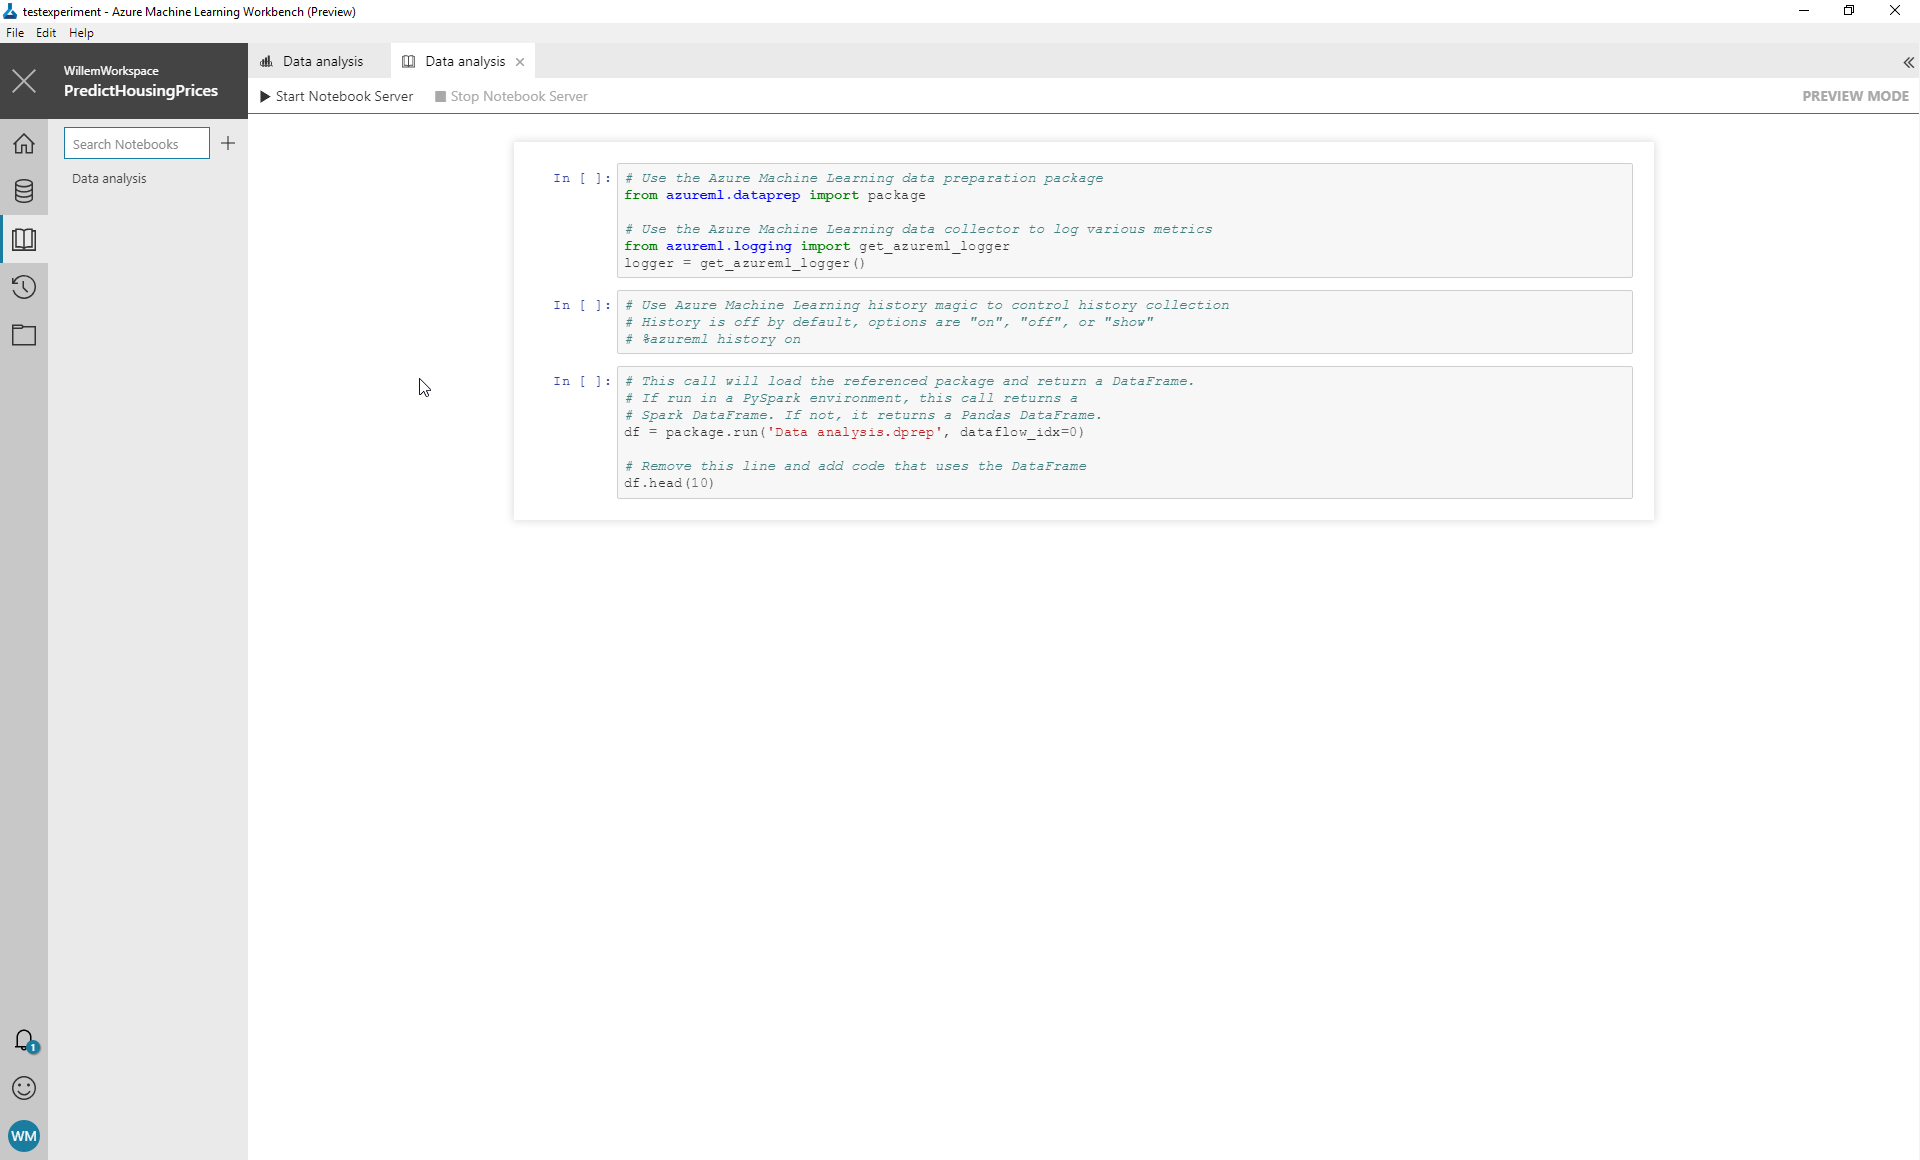 testexperiment - Azure Machine Learning Workbench (Preview)
File Edit Help
WillemWorkspace
PredictHousingPrices
Data analysis
Data analysis
Start Notebook Server
Stop Notebook Server
PREVIEW MODE
Search Notebooks
Data analysis
In [ ]:
# Use the Azure Machine Learning data preparation package
from azureml.dataprep import package
# Use the Azure Machine Learning data collector to log various metrics
from azureml.logging import get_azureml_logger
logger = get_azureml_logger()
In [ ]:
# Use Azure Machine Learning history magic to control history collection
# History is off by default, options are "on", "off", or "show"
# %azureml history on
In [ ]:
# This call will load the referenced package and return a DataFrame.
# If run in a PySpark environment, this call returns a
# Spark DataFrame. If not, it returns a Pandas DataFrame.
df = package.run('Data analysis.dprep', dataflow_idx=0)
# Remove this line and add code that uses the DataFrame
df.head(10)
1
WM